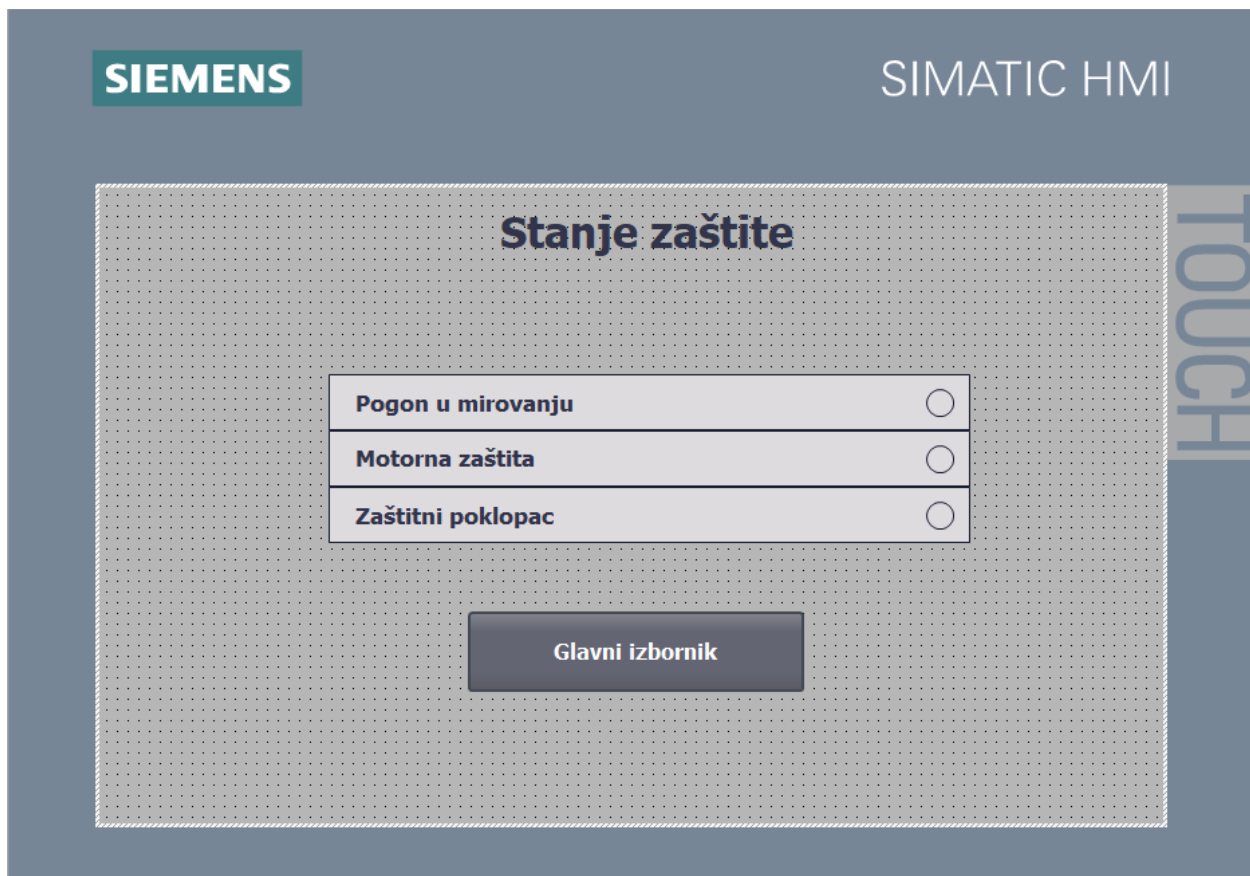 SIEMENS
SIMATIC HMI
TOUCH
Stanje zaštite
Pogon u mirovanju
Motorna zaštita
Zaštitni poklopac
Glavni izbornik